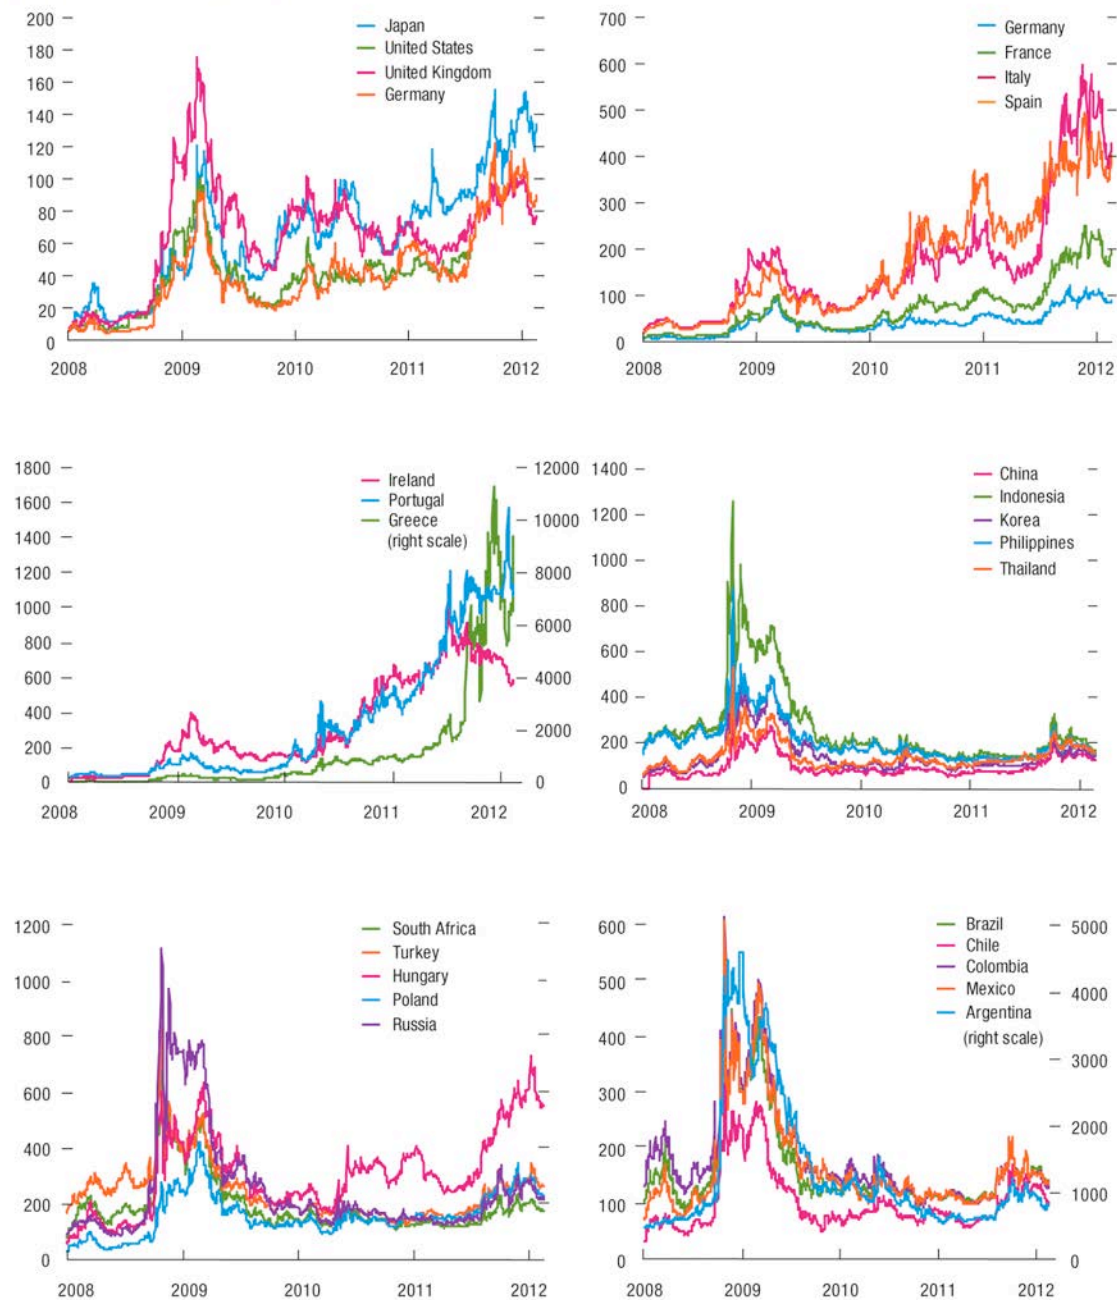 200
180
160
140
120
100
80
60
40
20
0
Japan
United States
United Kingdom
Germany
2008 2009 2010 2011 2012
700
600
500
400
300
200
100
0
Germany
France
Italy
Spain
2008 2009 2010 2011 2012
1800
1600
1400
1200
1000
800
600
400
200
0
Ireland
Portugal
Greece
(right scale)
12000
10000
8000
6000
4000
2000
0
2008 2009 2010 2011 2012
1400
1200
1000
800
600
400
200
0
China
Indonesia
Korea
Philippines
Thailand
2008 2009 2010 2011 2012
1200
1000
800
600
400
200
0
South Africa
Turkey
Hungary
Poland
Russia
2008 2009 2010 2011 2012
600
500
400
300
200
100
0
Brazil
Chile
Colombia
Mexico
Argentina
(right scale)
5000
4000
3000
2000
1000
0
2008 2009 2010 2011 2012